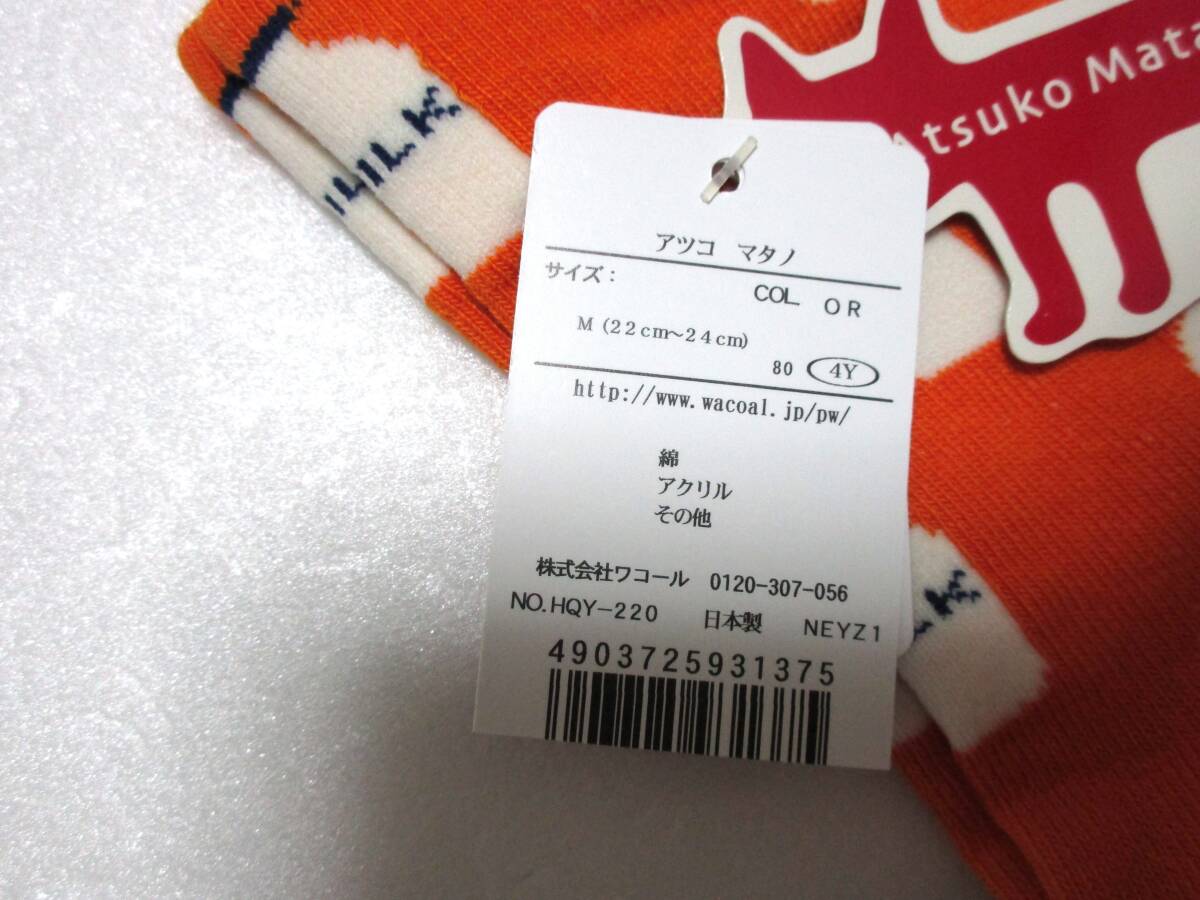 Atsuko Mata
アツコ マタノ
サイズ：
COL OR
M (22cm～24cm)
80 4Y
http://www.wacoal.jp/pw/
綿
アクリル
その他
株式会社ワコール 0120-307-056
NO.HQY-220 日本製 NEYZ1
4903725931375